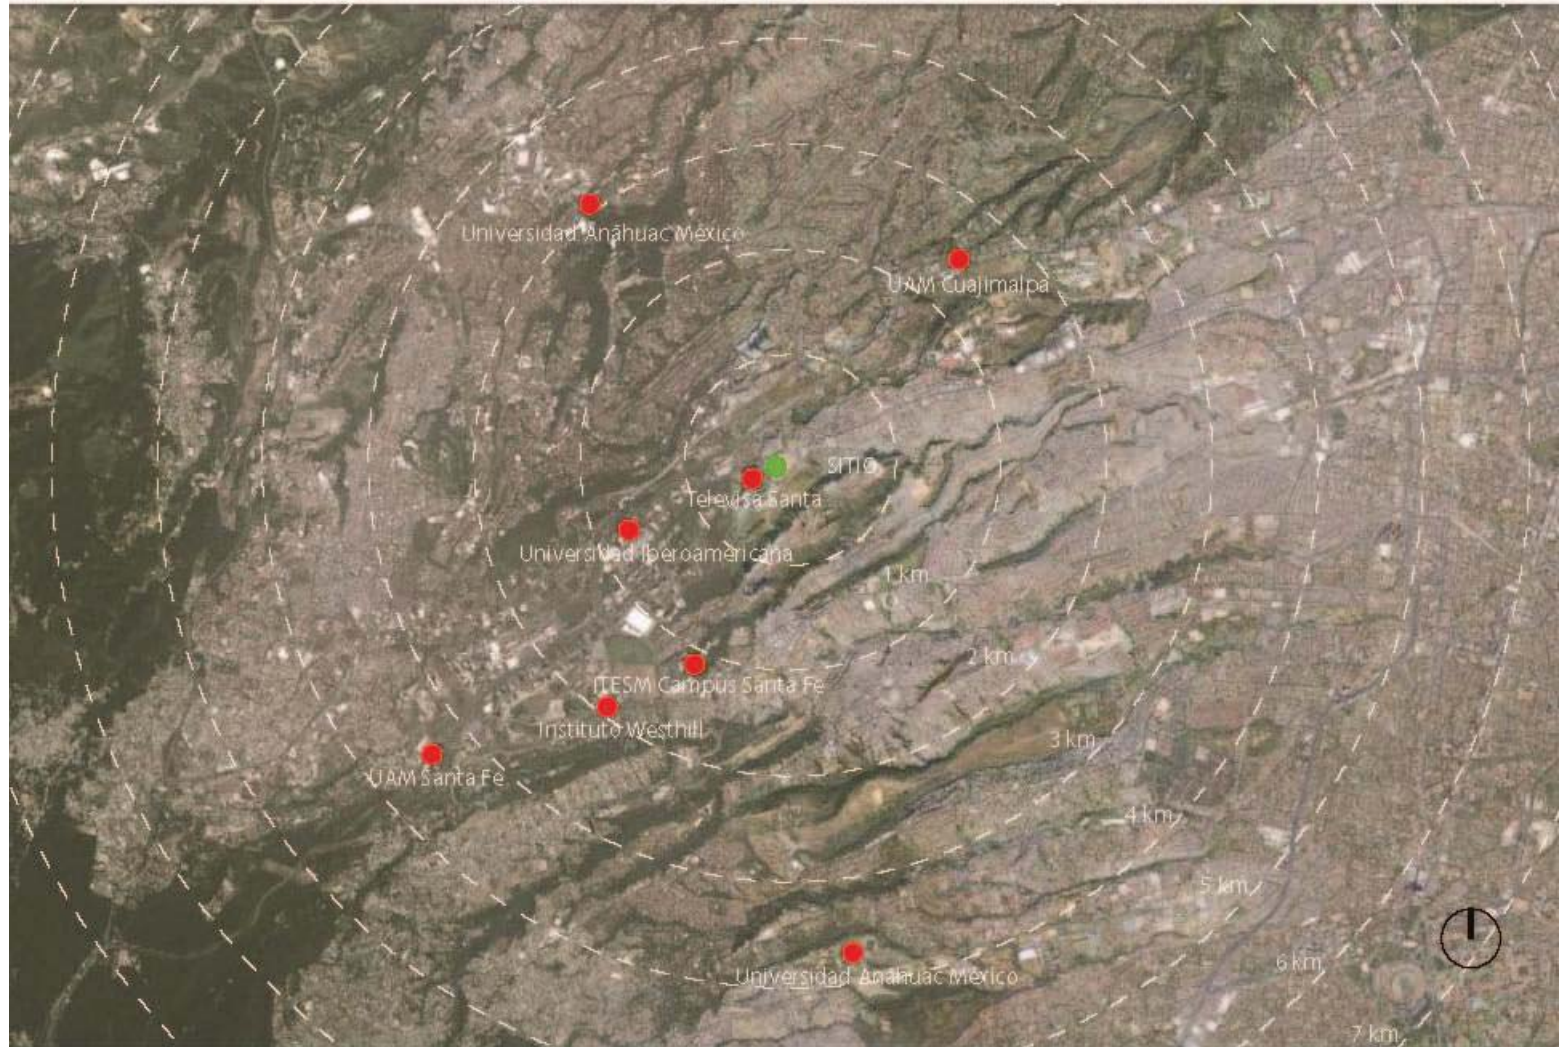 Universidad Anáhuac México
UAM Cuajimalpa
SITIO
Televisa Santa
Universidad Iberoamericana
1 km
2 km
ITESM Campus Santa Fe
Instituto Westhill
3 km
UAM Santa Fe
4 km
5 km
6 km
Universidad Anáhuac México
7 km